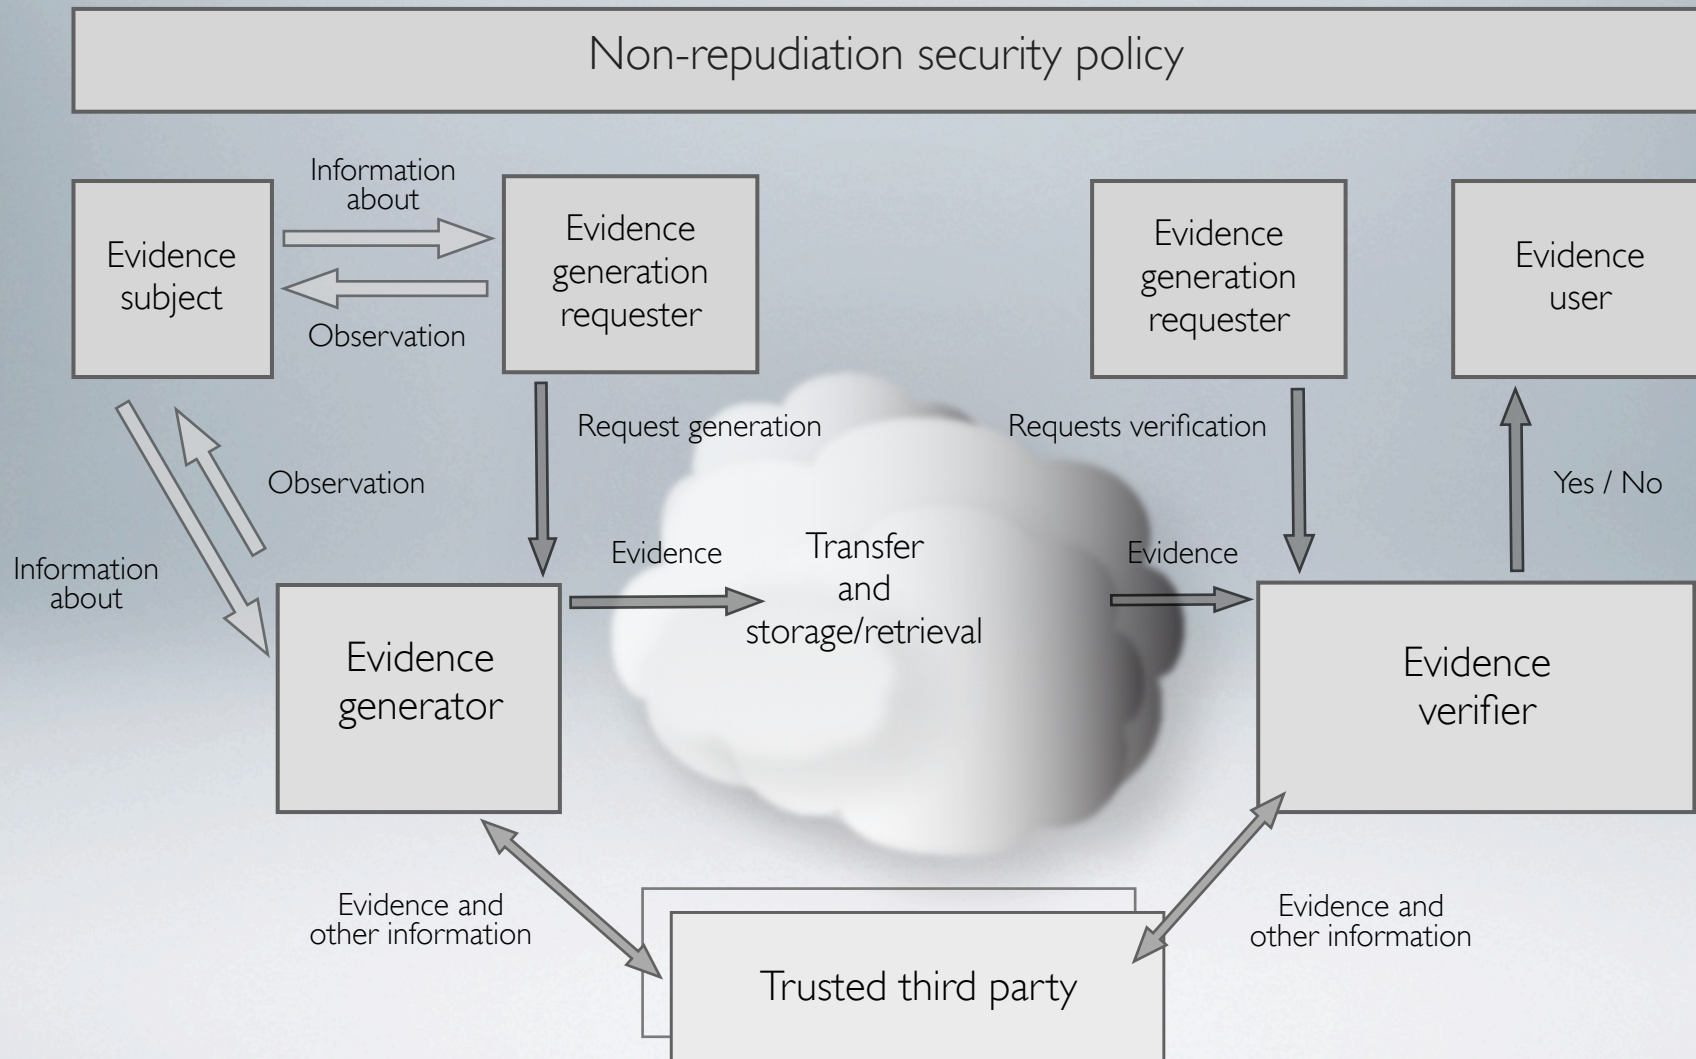 Non-repudiation security policy
Information
about
Evidence
subject
Observation
Evidence
generation
requester
Evidence
generation
requester
Evidence
user
Request generation
Requests verification
Observation
Yes / No
Information
about
Evidence
Transfer
and
storage/retrieval
Evidence
Evidence
generator
Evidence
verifier
Evidence and
other information
Evidence and
other information
Trusted third party